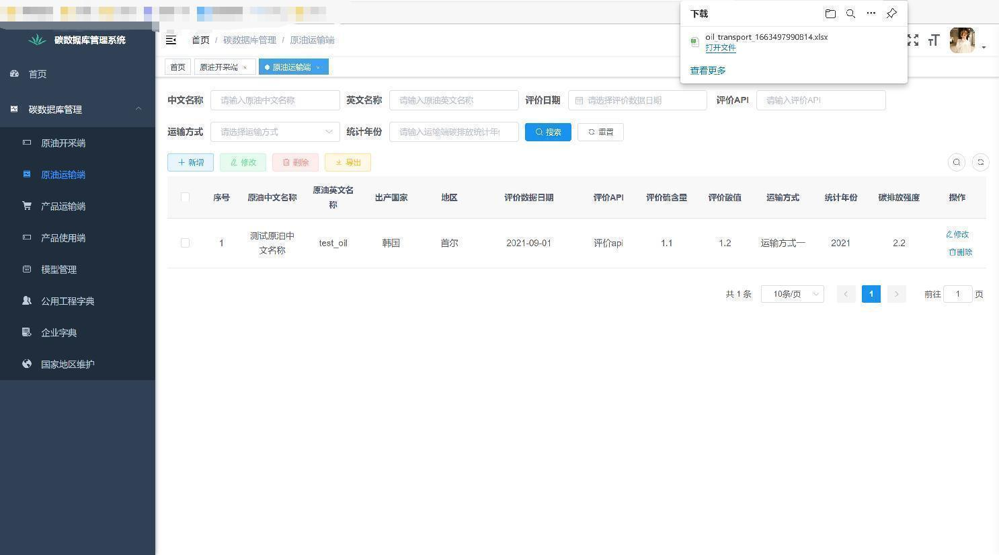 下载
oil_transport_1663497990814.xlsx
打开文件
查看更多
碳数据库管理系统
首页
碳数据库管理
原油开采端
原油运输端
产品运输端
产品使用端
模型管理
公用工程字典
企业字典
国家地区维护
首页 / 碳数据库管理 / 原油运输端
首页 原油开采端 × 原油运输端 ×
中文名称 请输入原油中文名称 英文名称 请输入原油英文名称 评价日期 请选择评价数据日期 评价API 请输入评价API
运输方式 请选择运输方式 统计年份 请输入运输端碳排放统计年份 搜索 重置
+ 新增 修改 删除 导出
序号 原油中文名称 原油英文名称 出产国家 地区 评价数据日期 评价API 评价硫含量 评价酸值 运输方式 统计年份 碳排放强度 操作
1 测试原油中文名称 test_oil 韩国 首尔 2021-09-01 评价api 1.1 1.2 运输方式一 2021 2.2 修改 删除
共 1 条 10条/页 < 1 > 前往 1 页